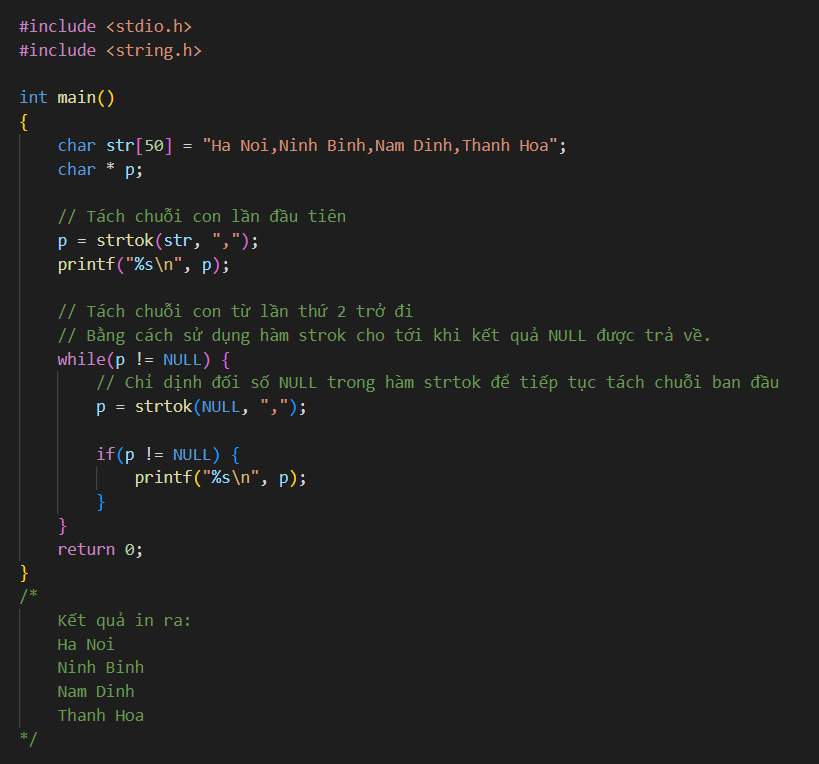 #include <stdio.h>
#include <string.h>
int main()
{
char str[50] = "Ha Noi,Ninh Binh,Nam Dinh,Thanh Hoa";
char * p;
// Tách chuỗi con lần đầu tiên
p = strtok(str, ",");
printf("%s\n", p);
// Tách chuỗi con từ lần thứ 2 trở đi
// Bằng cách sử dụng hàm strok cho tới khi kết quả NULL được trả về.
while(p != NULL) {
// Chỉ dịnh đối số NULL trong hàm strtok để tiếp tục tách chuỗi ban đầu
p = strtok(NULL, ",");
if(p != NULL) {
printf("%s\n", p);
}
}
return 0;
}
/*
Kết quả in ra:
Ha Noi
Ninh Binh
Nam Dinh
Thanh Hoa
*/